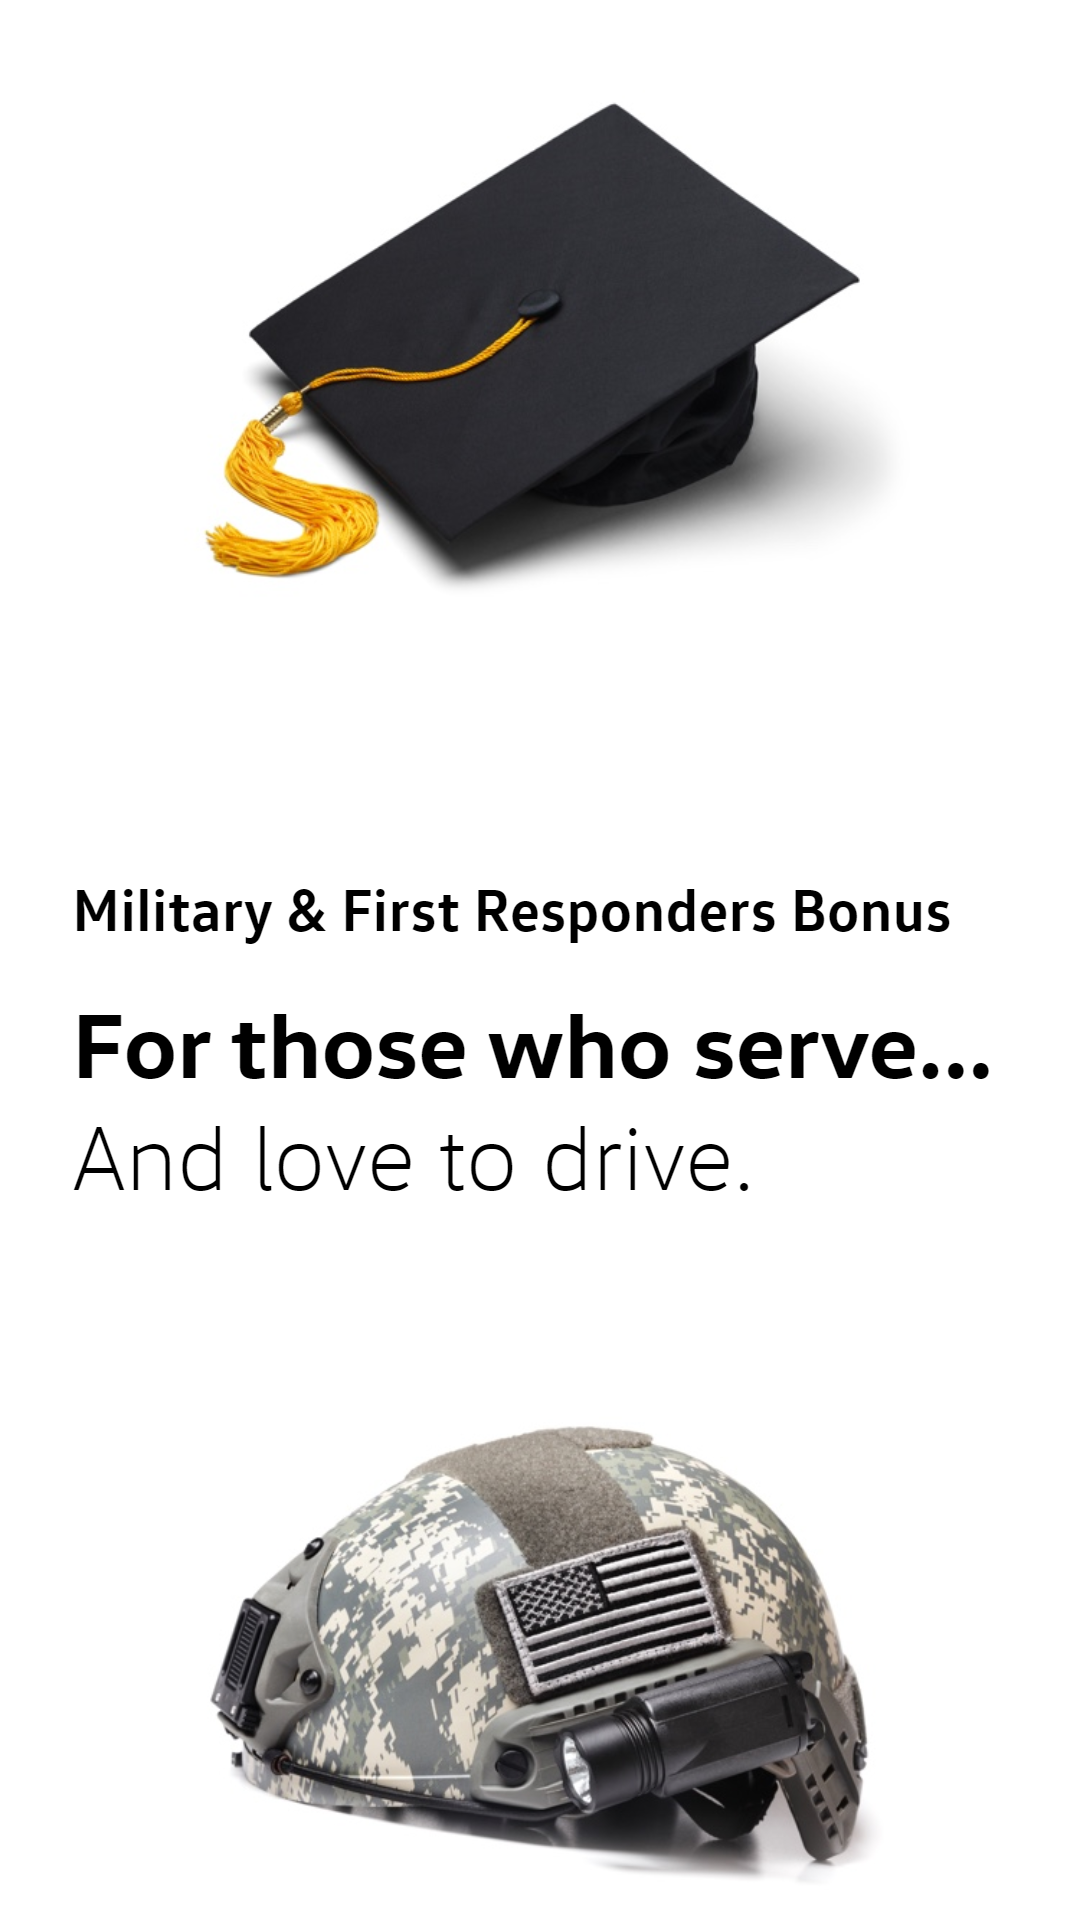 Military & First Responders Bonus
For those who serve...
And love to drive.